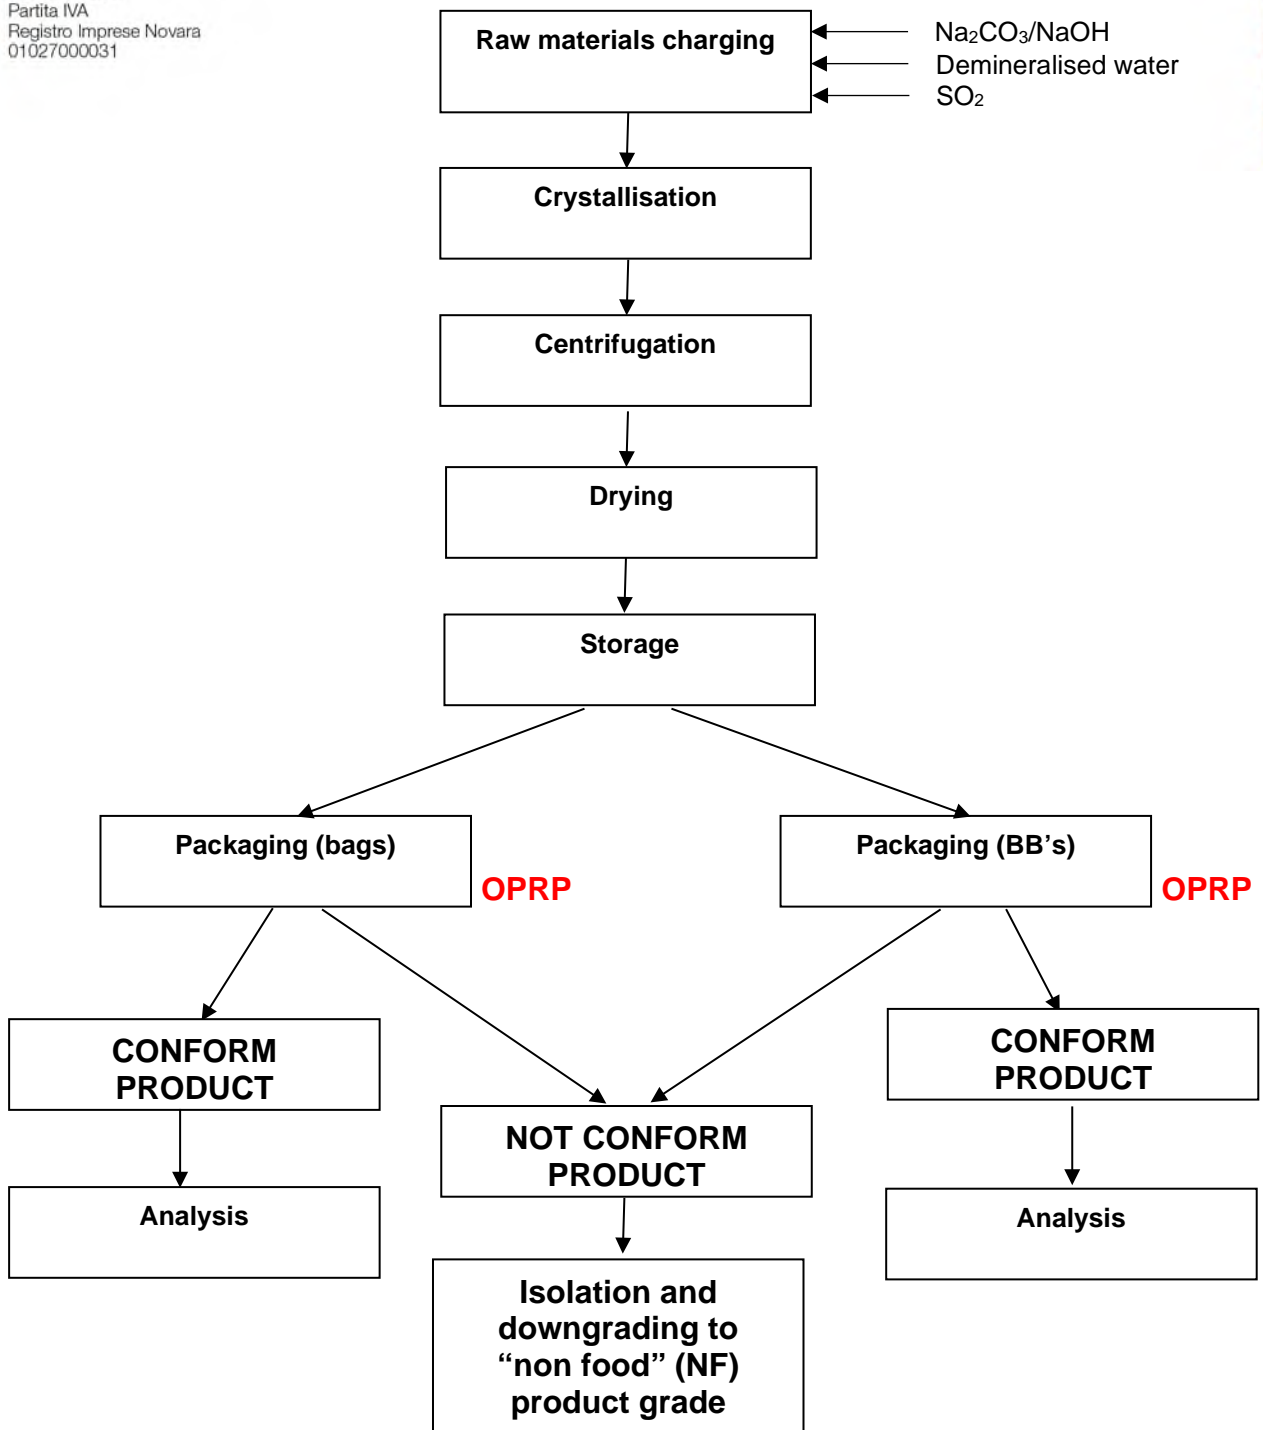 Partita IVA
Registro Imprese Novara
01027000031
Raw materials charging
Na₂CO₃/NaOH
Demineralised water
SO₂
Crystallisation
Centrifugation
Drying
Storage
Packaging (bags)
OPRP
Packaging (BB’s)
OPRP
CONFORM
PRODUCT
CONFORM
PRODUCT
NOT CONFORM
PRODUCT
Analysis
Analysis
Isolation and
downgrading to
“non food” (NF)
product grade